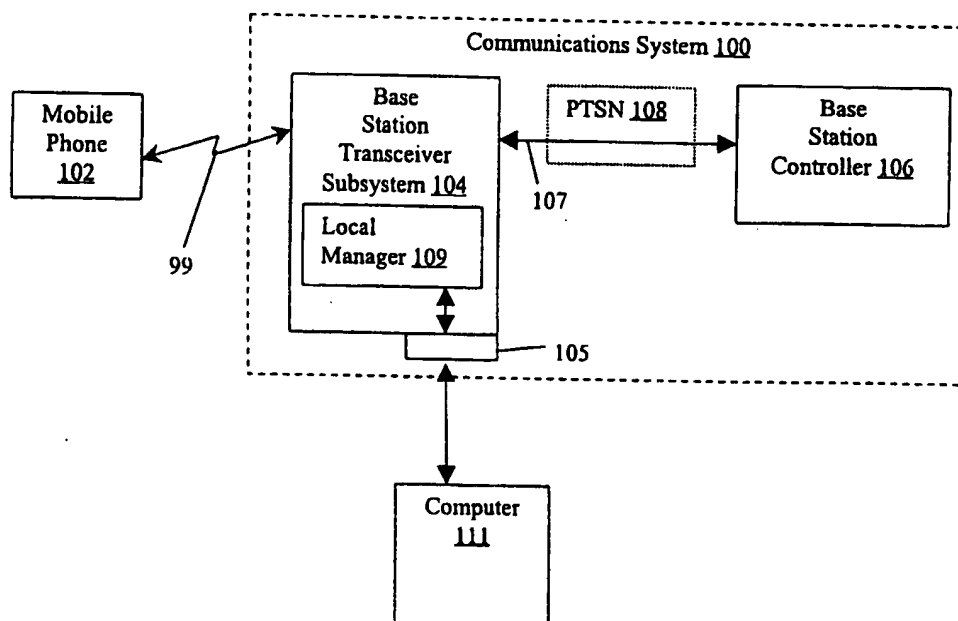 Communications System 100
Mobile
Phone
102
Base
Station
Transceiver
Subsystem 104
Local
Manager 109
PTSN 108
Base
Station
Controller 106
107
99
105
Computer
111